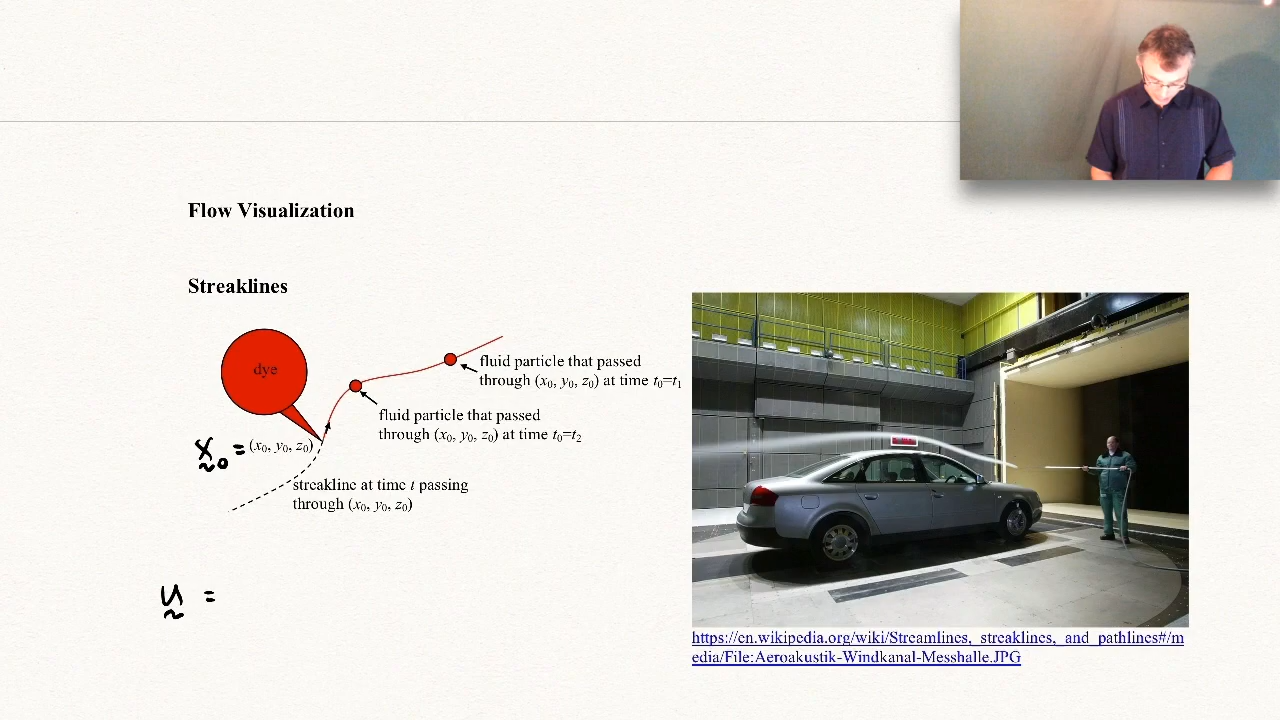 Flow Visualization
Streaklines
dye
fluid particle that passed
through (x₀, y₀, z₀) at time t₀=t₁
fluid particle that passed
through (x₀, y₀, z₀) at time t₀=t₂
x₀ = (x₀, y₀, z₀)
streakline at time t passing
through (x₀, y₀, z₀)
u =
https://en.wikipedia.org/wiki/Streamlines,_streaklines,_and_pathlines#/m
edia/File:Aeroakustik-Windkanal-Messhalle.JPG